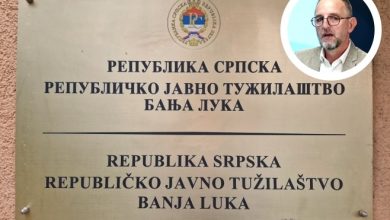 РЕПУБЛИКА СРПСКА
РЕПУБЛИЧКО ЈАВНО ТУЖИЛАШТВО
БАЊА ЛУКА
REPUBLIKA SRPSKA
REPUBLIČKO JAVNO TUŽILAŠTVO
BANJA LUKA